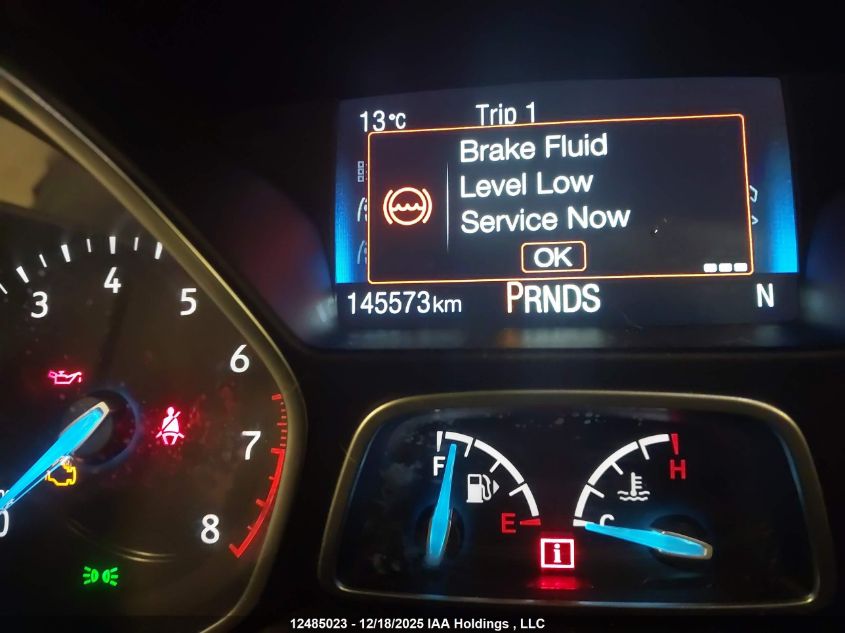 13°C Trip 1
Brake Fluid
Level Low
Service Now
OK
145573km PRNDS N
3 4 5 6 7 8
0
F E
C H
i
12485023 - 12/18/2025 IAA Holdings , LLC